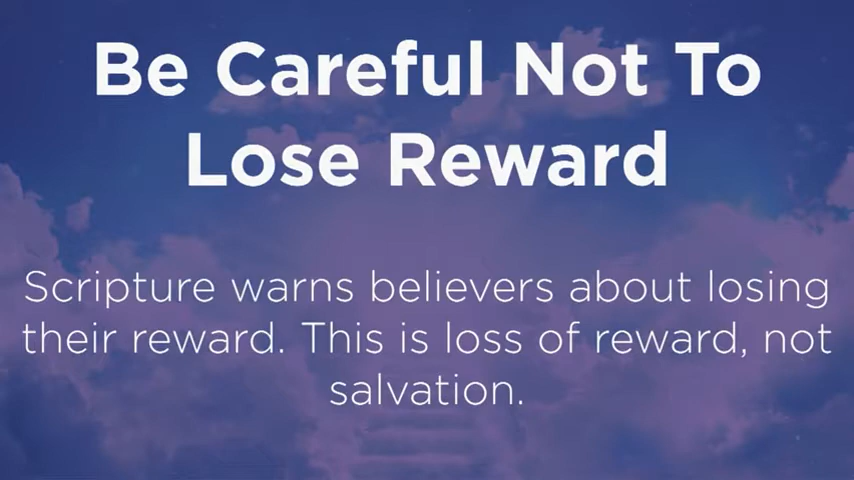 Be Careful Not To
Lose Reward
Scripture warns believers about losing
their reward. This is loss of reward, not
salvation.